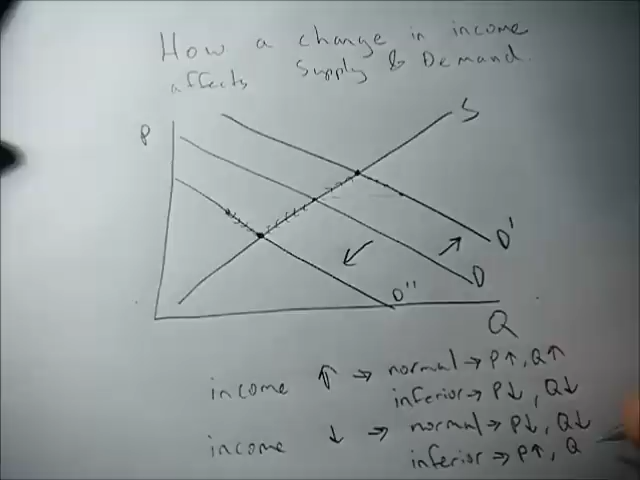 How a change in income
affects Supply & Demand.
P
S
D'
D
D''
Q
income ↑ → normal → P↑, Q↑
inferior → P↓, Q↓
income ↓ → normal → P↓, Q↓
inferior → P↑, Q